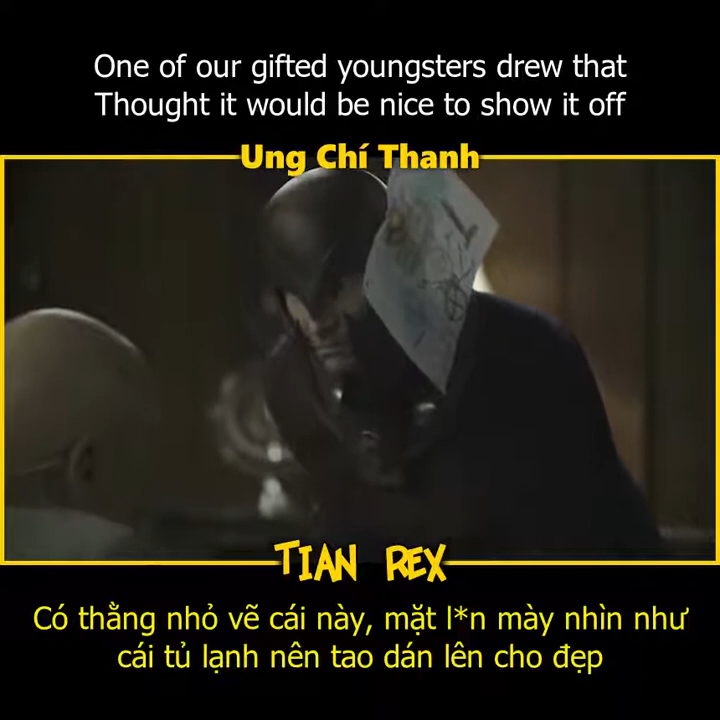 One of our gifted youngsters drew that
Thought it would be nice to show it off
Ung Chí Thanh
TIAN REX
Có thằng nhỏ vẽ cái này, mặt l*n mày nhìn như
cái tủ lạnh nên tao dán lên cho đẹp